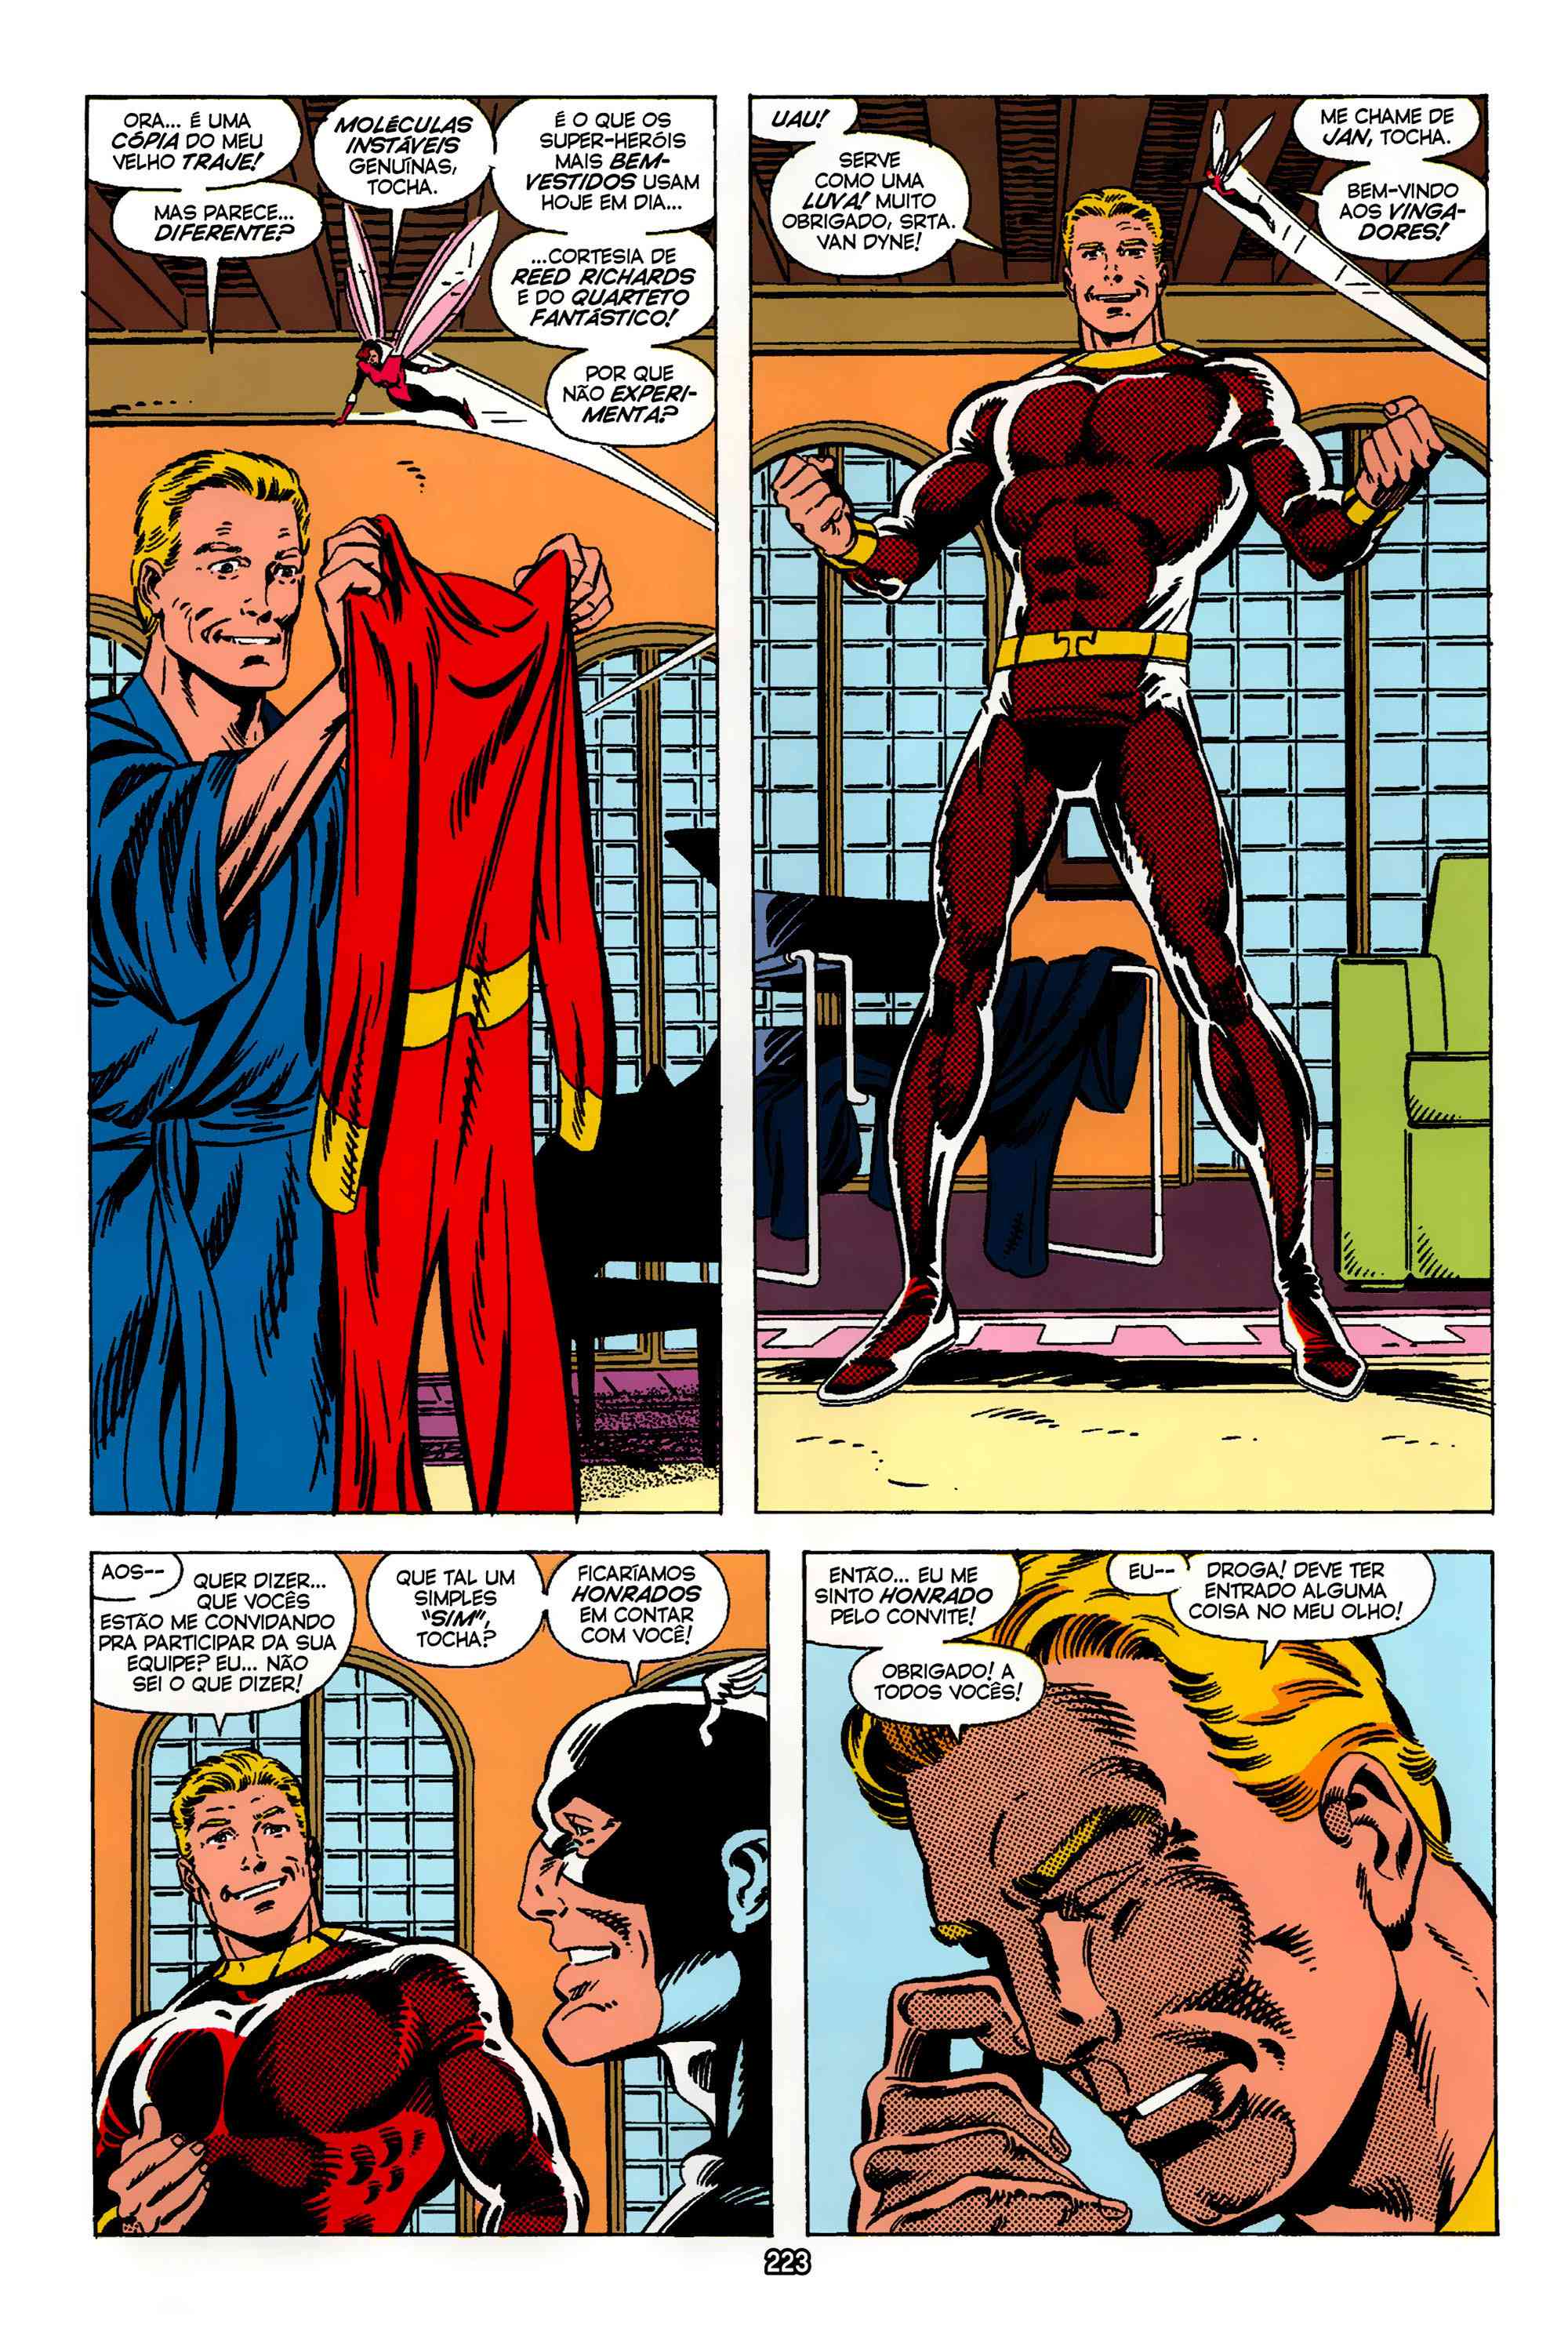 ORA... É UMA
CÓPIA DO MEU
VELHO TRAJE!
MAS PARECE...
DIFERENTE?
MOLÉCULAS
INSTÁVEIS
GENUÍNAS,
TOCHA.
É O QUE OS
SUPER-HERÓIS
MAIS BEM-
VESTIDOS USAM
HOJE EM DIA...
...CORTESIA DE
REED RICHARDS
E DO QUARTETO
FANTÁSTICO!
POR QUE
NÃO EXPERI-
MENTA?
UAU!
SERVE
COMO UMA
LUVA! MUITO
OBRIGADO, SRTA.
VAN DYNE!
ME CHAME DE
JAN, TOCHA.
BEM-VINDO
AOS VINGA-
DORES!
T
AOS--
QUER DIZER...
QUE VOCÊS
ESTÃO ME CONVIDANDO
PRA PARTICIPAR DA SUA
EQUIPE? EU... NÃO
SEI O QUE DIZER!
QUE TAL UM
SIMPLES
"SIM",
TOCHA?
FICARÍAMOS
HONRADOS
EM CONTAR
COM VOCÊ!
ENTÃO... EU ME
SINTO HONRADO
PELO CONVITE!
OBRIGADO! A
TODOS VOCÊS!
EU--
DROGA! DEVE TER
ENTRADO ALGUMA
COISA NO MEU OLHO!
223